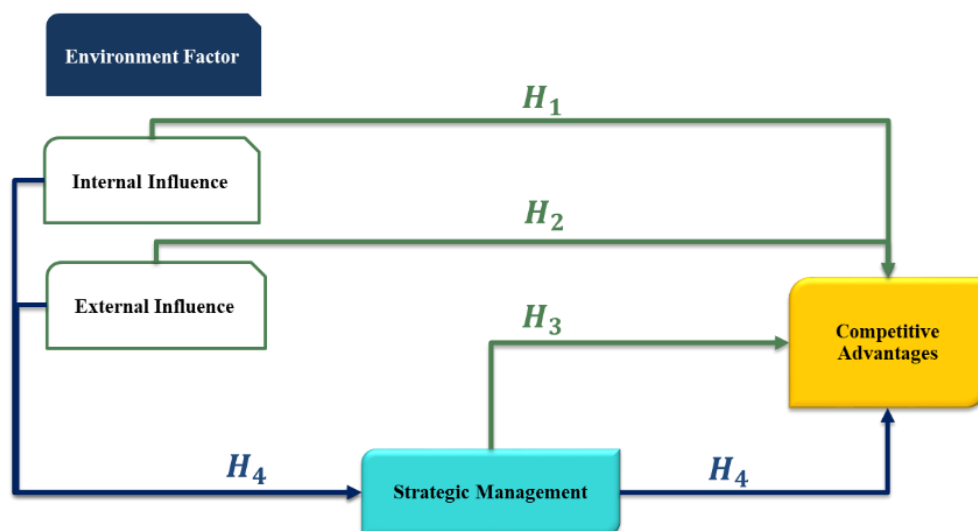 Environment Factor
H₁
Internal Influence
H₂
External Influence
H₃
Competitive
Advantages
H₄
Strategic Management
H₄